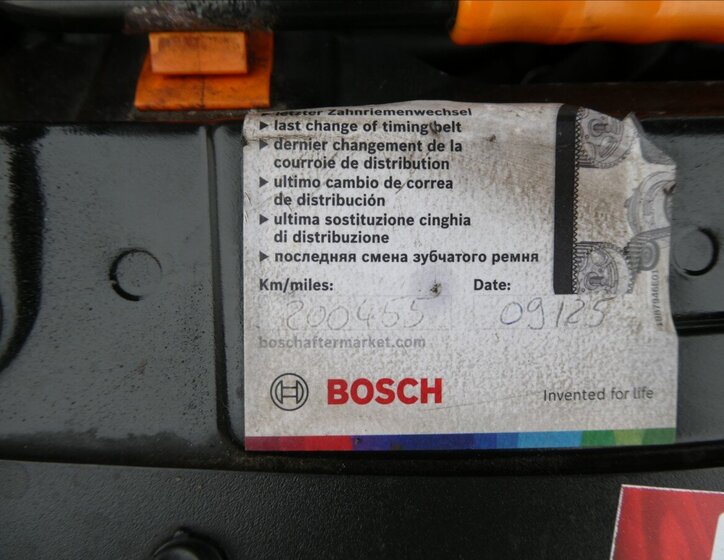 ▶ letzter Zahnriemenwechsel
▶ last change of timing belt
▶ dernier changement de la
courroie de distribution
▶ ultimo cambio de correa
de distribución
▶ ultima sostituzione cinghia
di distribuzione
▶ последняя смена зубчатого ремня
Km/miles: Date:
200455 09/25
boschaftermarket.com
BOSCH Invented for life